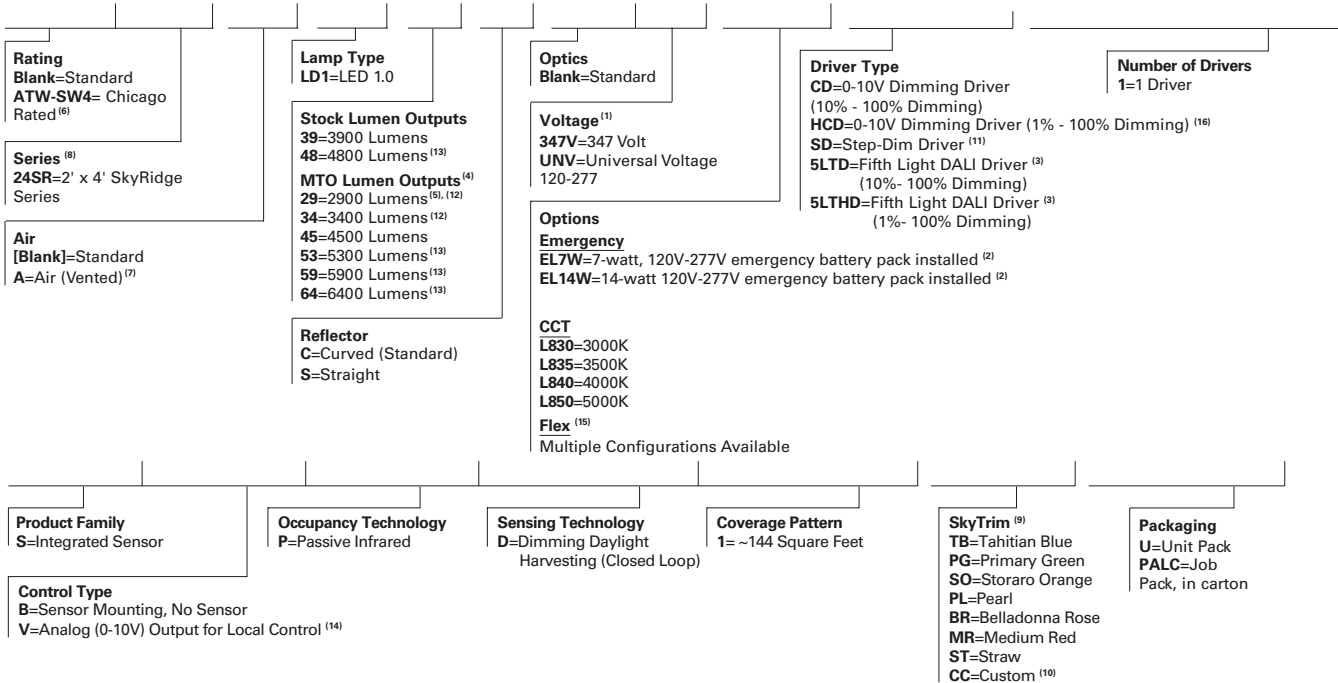 Rating
Blank=Standard
ATW-SW4= Chicago
Rated (6)
Series (8)
24SR=2' x 4' SkyRidge
Series
Air
[Blank]=Standard
A=Air (Vented) (7)
Lamp Type
LD1=LED 1.0
Stock Lumen Outputs
39=3900 Lumens
48=4800 Lumens (13)
MTO Lumen Outputs (4)
29=2900 Lumens (5), (12)
34=3400 Lumens (12)
45=4500 Lumens
53=5300 Lumens (13)
59=5900 Lumens (13)
64=6400 Lumens (13)
Reflector
C=Curved (Standard)
S=Straight
Optics
Blank=Standard
Voltage (1)
347V=347 Volt
UNV=Universal Voltage
120-277
Options
Emergency
EL7W=7-watt, 120V-277V emergency battery pack installed (2)
EL14W=14-watt 120V-277V emergency battery pack installed (2)
CCT
L830=3000K
L835=3500K
L840=4000K
L850=5000K
Flex (15)
Multiple Configurations Available
Driver Type
CD=0-10V Dimming Driver
(10% - 100% Dimming)
HCD=0-10V Dimming Driver (1% - 100% Dimming) (16)
SD=Step-Dim Driver (11)
5LTD=Fifth Light DALI Driver (3)
(10%- 100% Dimming)
5LTHD=Fifth Light DALI Driver (3)
(1%- 100% Dimming)
Number of Drivers
1=1 Driver
Product Family
S=Integrated Sensor
Control Type
B=Sensor Mounting, No Sensor
V=Analog (0-10V) Output for Local Control (14)
Occupancy Technology
P=Passive Infrared
Sensing Technology
D=Dimming Daylight
Harvesting (Closed Loop)
Coverage Pattern
1= ~144 Square Feet
SkyTrim (9)
TB=Tahitian Blue
PG=Primary Green
SO=Storaro Orange
PL=Pearl
BR=Belladonna Rose
MR=Medium Red
ST=Straw
CC=Custom (10)
Packaging
U=Unit Pack
PALC=Job
Pack, in carton